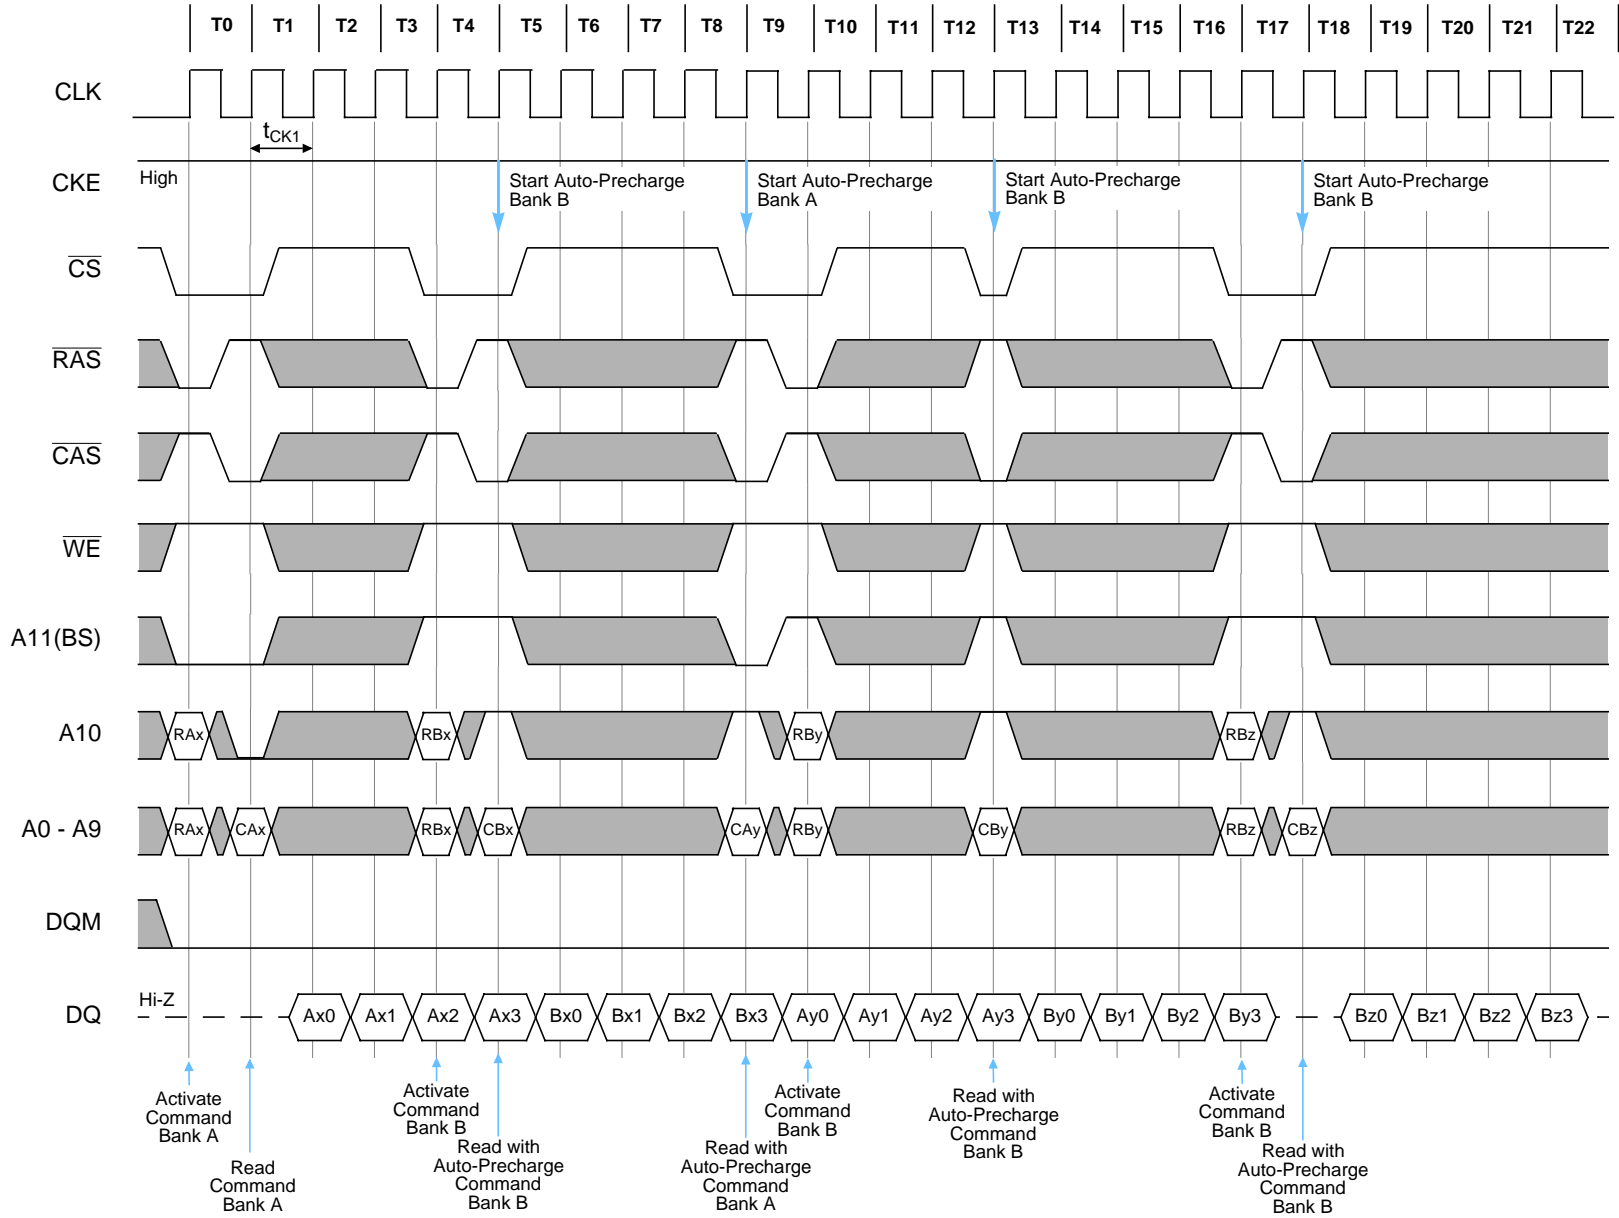 T0 T1 T2 T3 T4 T5 T6 T7 T8 T9 T10 T11 T12 T13 T14 T15 T16 T17 T18 T19 T20 T21 T22
CLK
tCK1
CKE
High
Start Auto-Precharge
Bank B
Start Auto-Precharge
Bank A
Start Auto-Precharge
Bank B
Start Auto-Precharge
Bank B
CS
RAS
CAS
WE
A11(BS)
A10
RAx RBx RBy RBz
A0 - A9
RAx CAx RBx CBx CAy RBy CBy RBz CBz
DQM
DQ
Hi-Z
Ax0 Ax1 Ax2 Ax3 Bx0 Bx1 Bx2 Bx3 Ay0 Ay1 Ay2 Ay3 By0 By1 By2 By3 Bz0 Bz1 Bz2 Bz3
Activate
Command
Bank A
Read
Command
Bank A
Activate
Command
Bank B
Read with
Auto-Precharge
Command
Bank B
Read with
Auto-Precharge
Command
Bank A
Activate
Command
Bank B
Read with
Auto-Precharge
Command
Bank B
Activate
Command
Bank B
Read with
Auto-Precharge
Command
Bank B